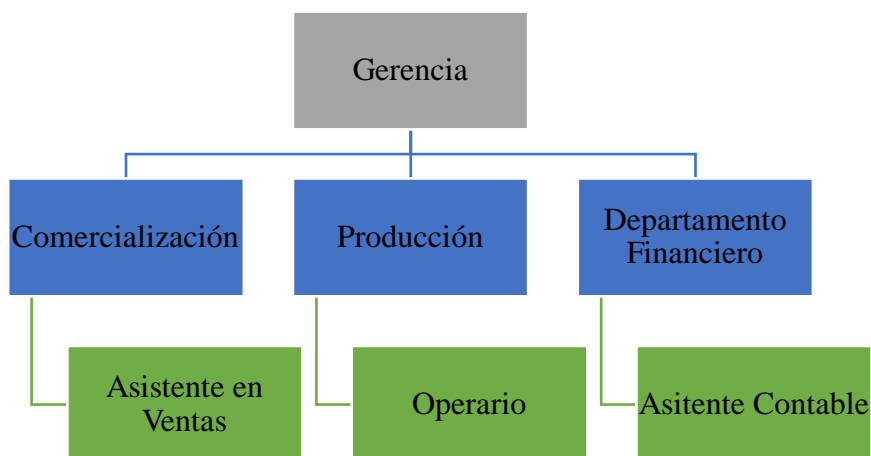 Gerencia
Comercialización
Producción
Departamento
Financiero
Asistente en
Ventas
Operario
Asitente Contable